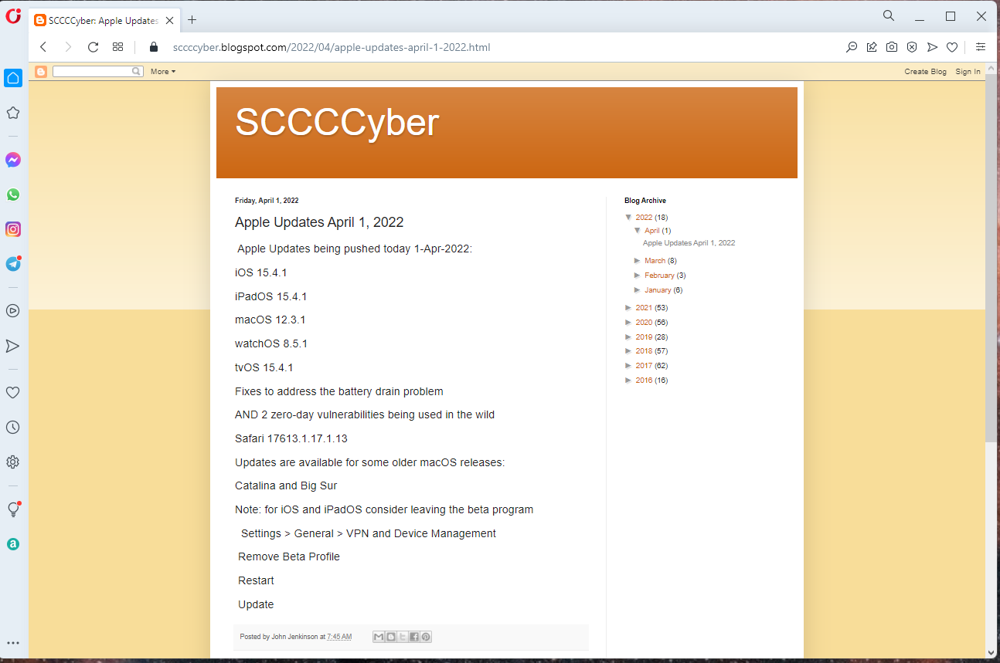 SCCCCyber: Apple Updates
sccccyber.blogspot.com/2022/04/apple-updates-april-1-2022.html
More
Create Blog Sign In
SCCCCyber
Friday, April 1, 2022
Apple Updates April 1, 2022
Apple Updates being pushed today 1-Apr-2022:
iOS 15.4.1
iPadOS 15.4.1
macOS 12.3.1
watchOS 8.5.1
tvOS 15.4.1
Fixes to address the battery drain problem
AND 2 zero-day vulnerabilities being used in the wild
Safari 17613.1.17.1.13
Updates are available for some older macOS releases:
Catalina and Big Sur
Note: for iOS and iPadOS consider leaving the beta program
Settings > General > VPN and Device Management
Remove Beta Profile
Restart
Update
Posted by John Jenkinson at 7:45 AM
Blog Archive
▼ 2022 (18)
▼ April (1)
Apple Updates April 1, 2022
► March (8)
► February (3)
► January (6)
► 2021 (53)
► 2020 (56)
► 2019 (28)
► 2018 (57)
► 2017 (62)
► 2016 (16)